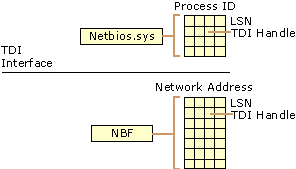 Process ID
LSN
Netbios.sys
TDI Handle
TDI
Interface
Network Address
LSN
TDI Handle
NBF